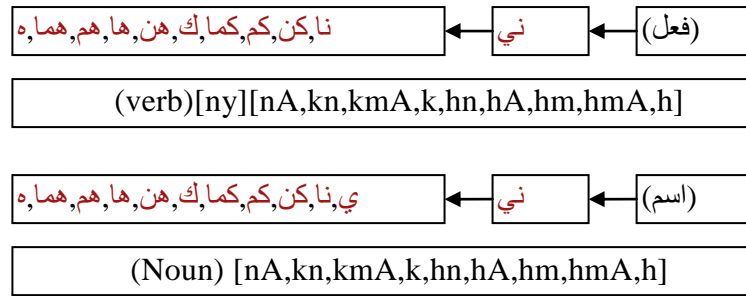 (فعل) ني نا,كن,كم,كما,ك,هن,ها,هم,هما,ه
(verb)[ny][nA,kn,kmA,k,hn,hA,hm,hmA,h]
(اسم) ني ي,نا,كن,كم,كما,ك,هن,ها,هم,هما,ه
(Noun) [nA,kn,kmA,k,hn,hA,hm,hmA,h]